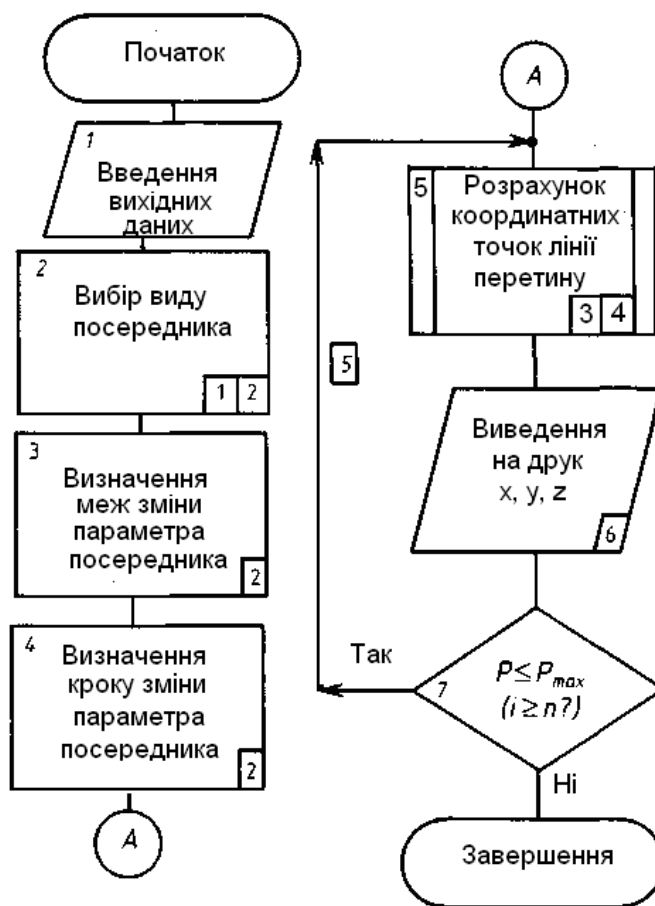 Початок
1
Введення
вихідних
даних
2
Вибір виду
посередника
1 2
3
Визначення
меж зміни
параметра
посередника
2
4
Визначення
кроку зміни
параметра
посередника
2
A
A
5
Розрахунок
координатних
точок лінії
перетину
3 4
5
Виведення
на друк
x, y, z
6
Так
7
P ≤ Pmax
(i ≥ n?)
Ні
Завершення